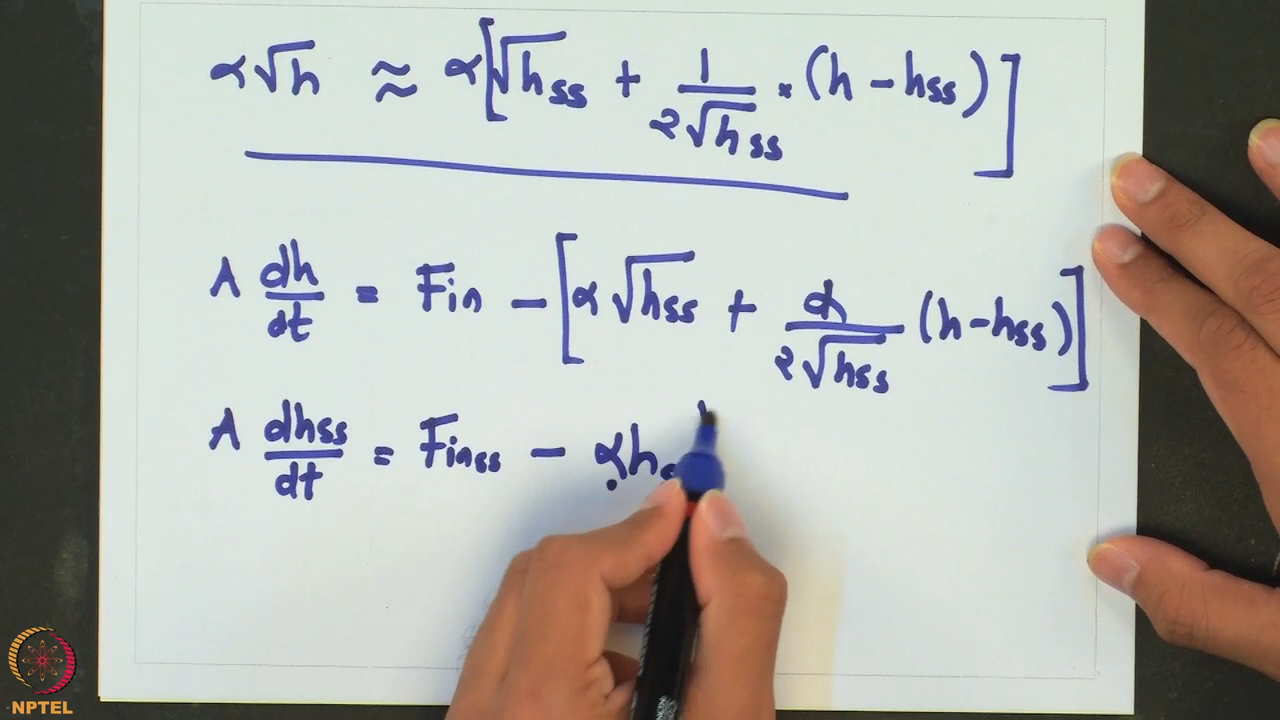 α√h ≈ α[√hss + 1/2√hss · (h - hss)]
A dh/dt = Fin - [α√hss + α/2√hss (h-hss)]
A dhss/dt = Finss - αh
NPTEL